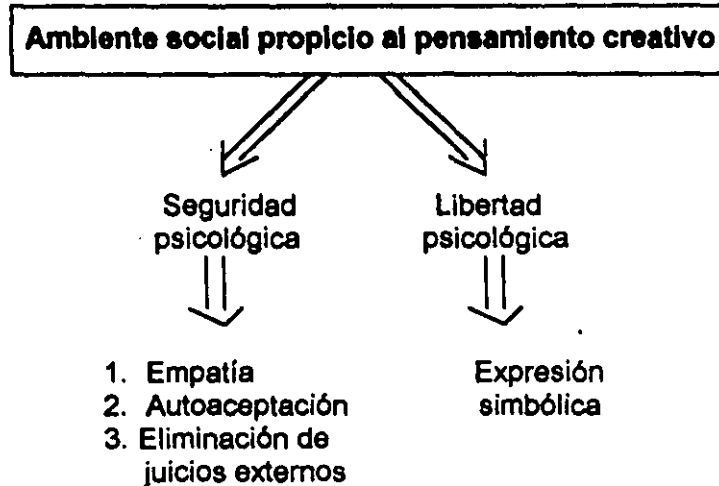 Ambiente social propicio al pensamiento creativo
Seguridad
psicológica
Libertad
psicológica
1. Empatía
2. Autoaceptación
3. Eliminación de
juicios externos
Expresión
simbólica